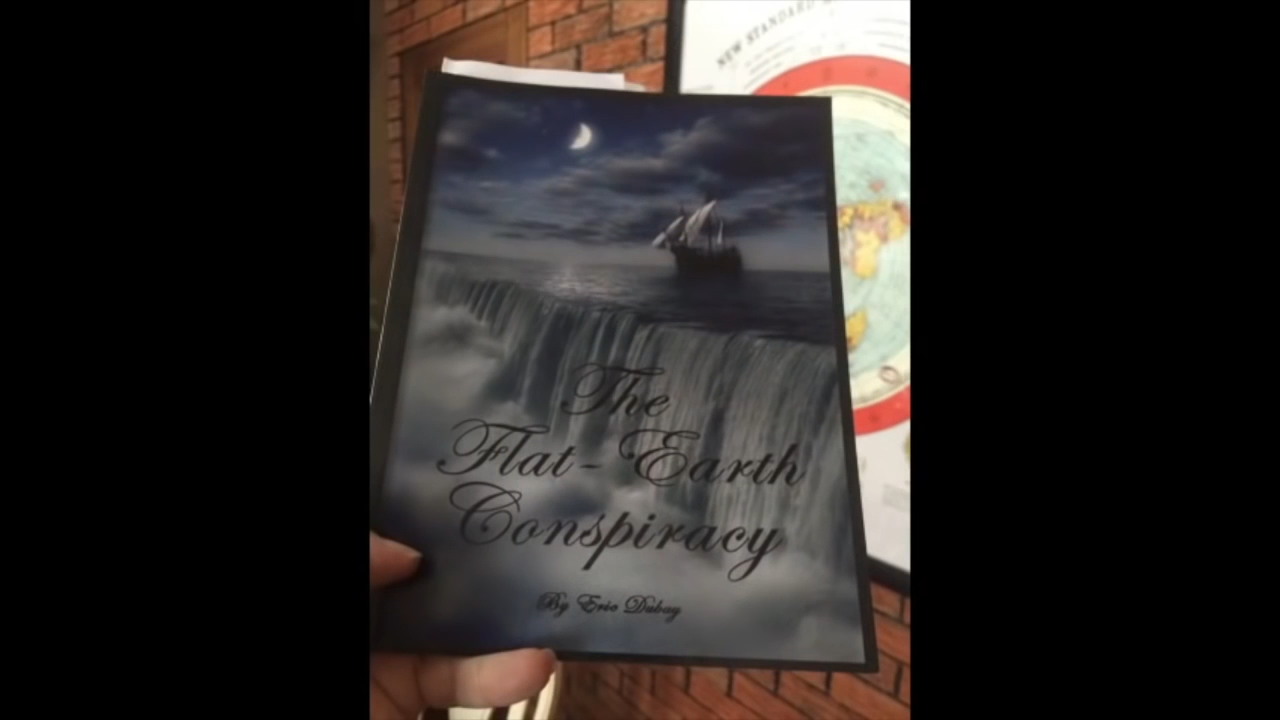 NEW STANDARD
The
Flat-Earth
Conspiracy
By Eric Dubay